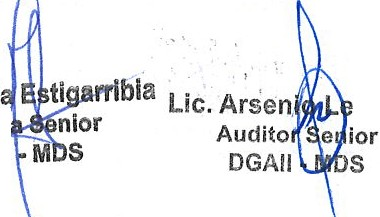 a Estigarribia
a Senior
- MDS
Lic. Arsenio Le
Auditor Senior
DGAII - MDS